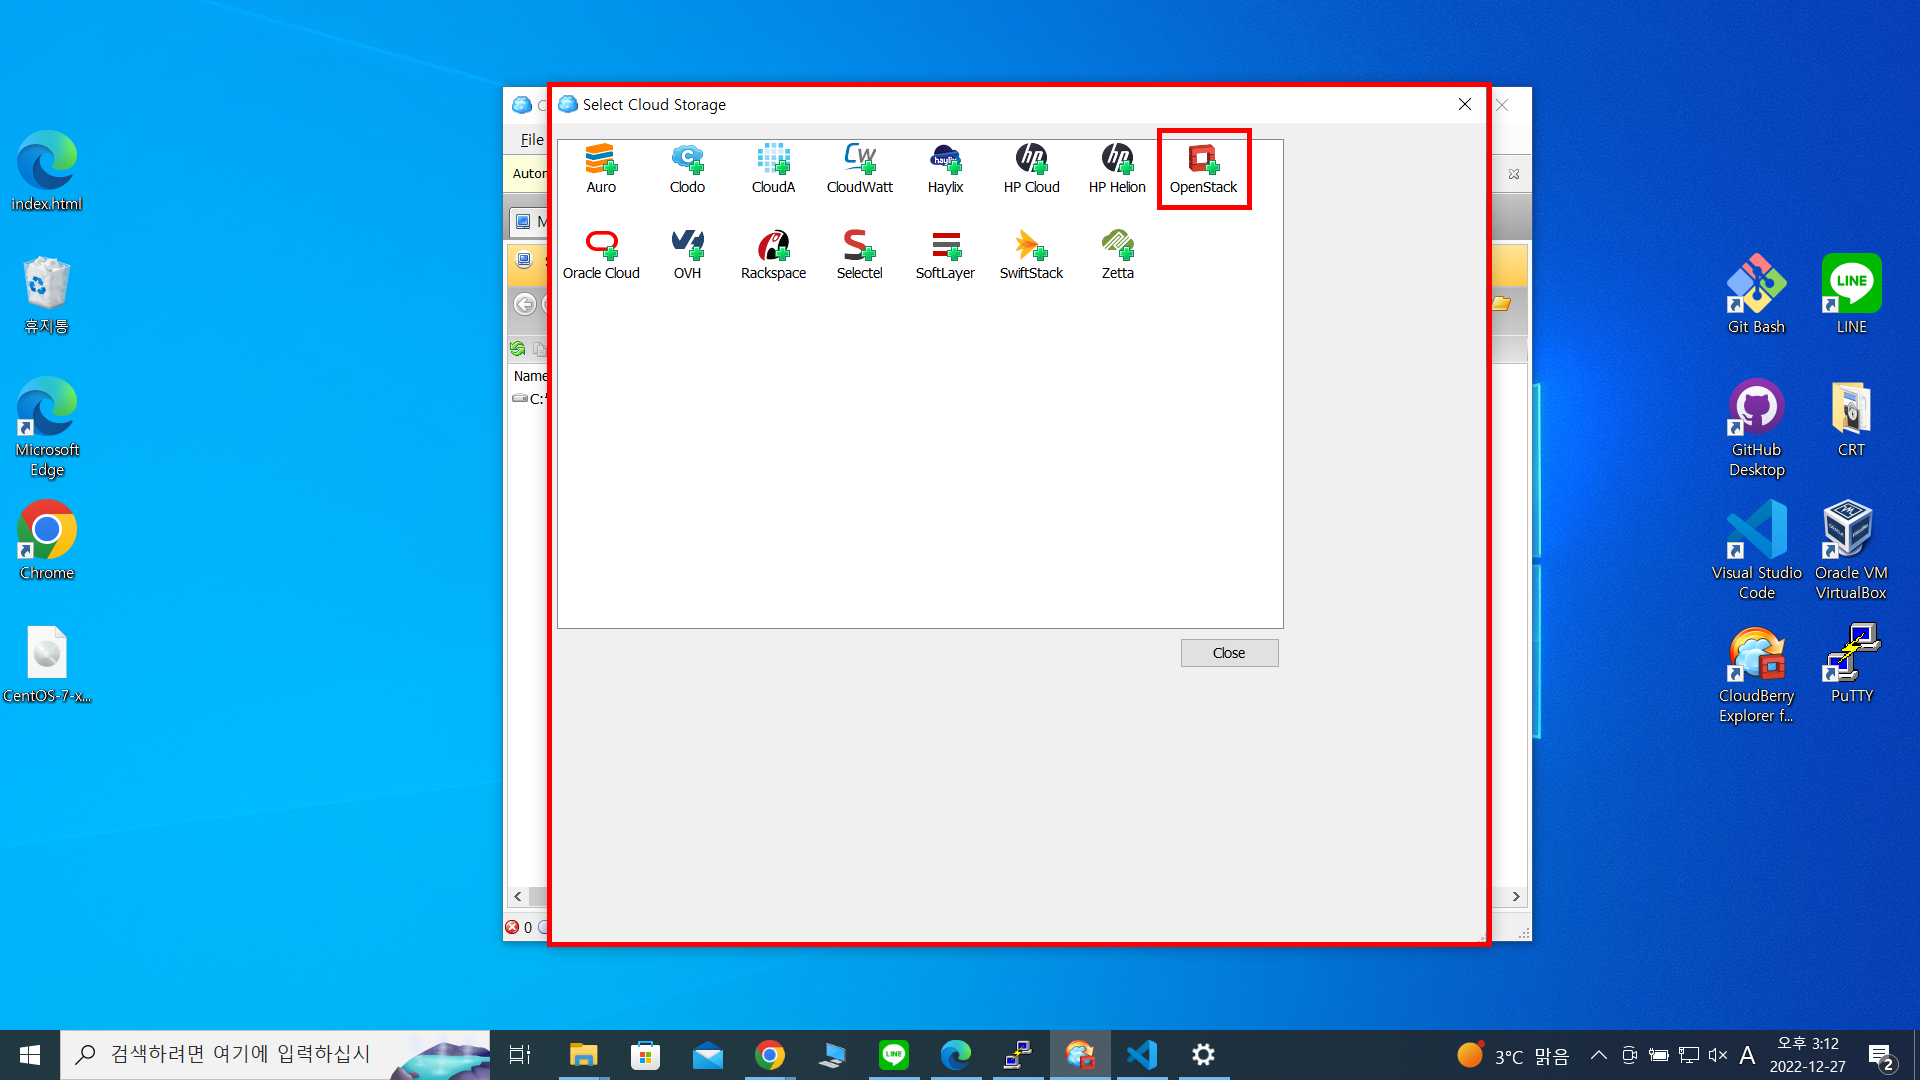 index.html
휴지통
Microsoft
Edge
Chrome
CentOS-7-x...
Select Cloud Storage
File
Auro
Clodo
CloudA
CloudWatt
Haylix
HP Cloud
HP Helion
OpenStack
Oracle Cloud
OVH
Rackspace
Selectel
SoftLayer
SwiftStack
Zetta
Name
C:
0
Close
Git Bash
LINE
LINE
GitHub
Desktop
CRT
Visual Studio
Code
Oracle VM
VirtualBox
CloudBerry
Explorer f...
PuTTY
검색하려면 여기에 입력하십시
3°C 맑음
A
오후 3:12
2022-12-27
2